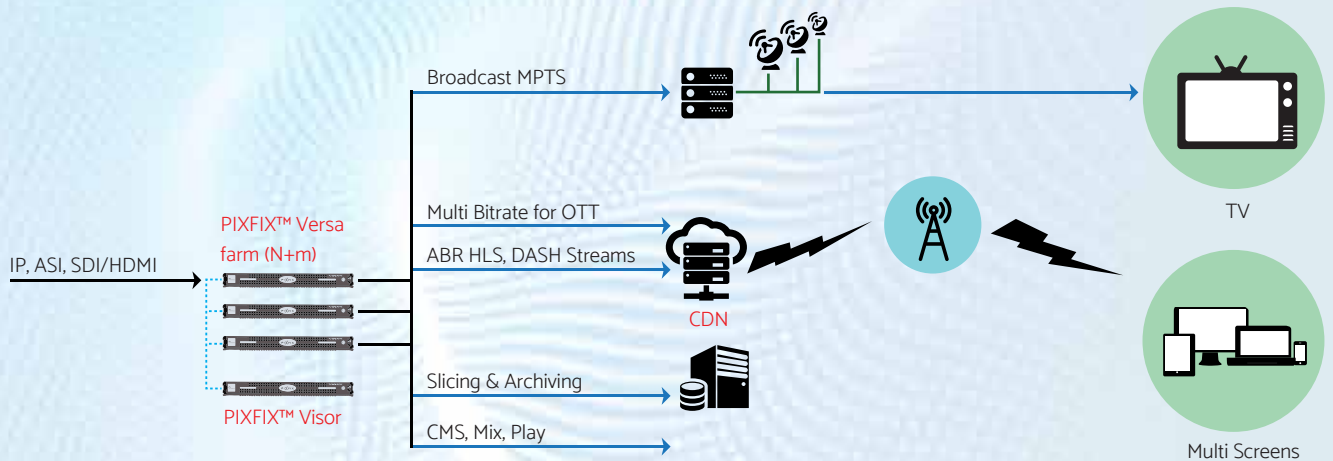 Broadcast MPTS
TV
Multi Bitrate for OTT
PIXFIX™ Versa
farm (N+m)
ABR HLS, DASH Streams
IP, ASI, SDI/HDMI
CDN
Slicing & Archiving
PIXFIX™ Visor
CMS, Mix, Play
Multi Screens